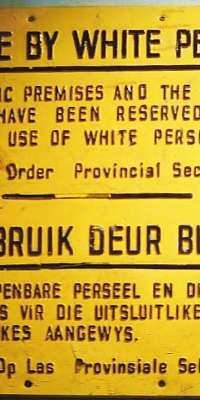 E BY WHITE PE
IC PREMISES AND THE
HAVE BEEN RESERVED
USE OF WHITE PERS
Order Provincial Sec
BRUIK DEUR B
PENBARE PERSEEL EN D
S VIR DIE UITSLUITLIKE
KES AANGEWYS.
Op Las Provinsiale Se